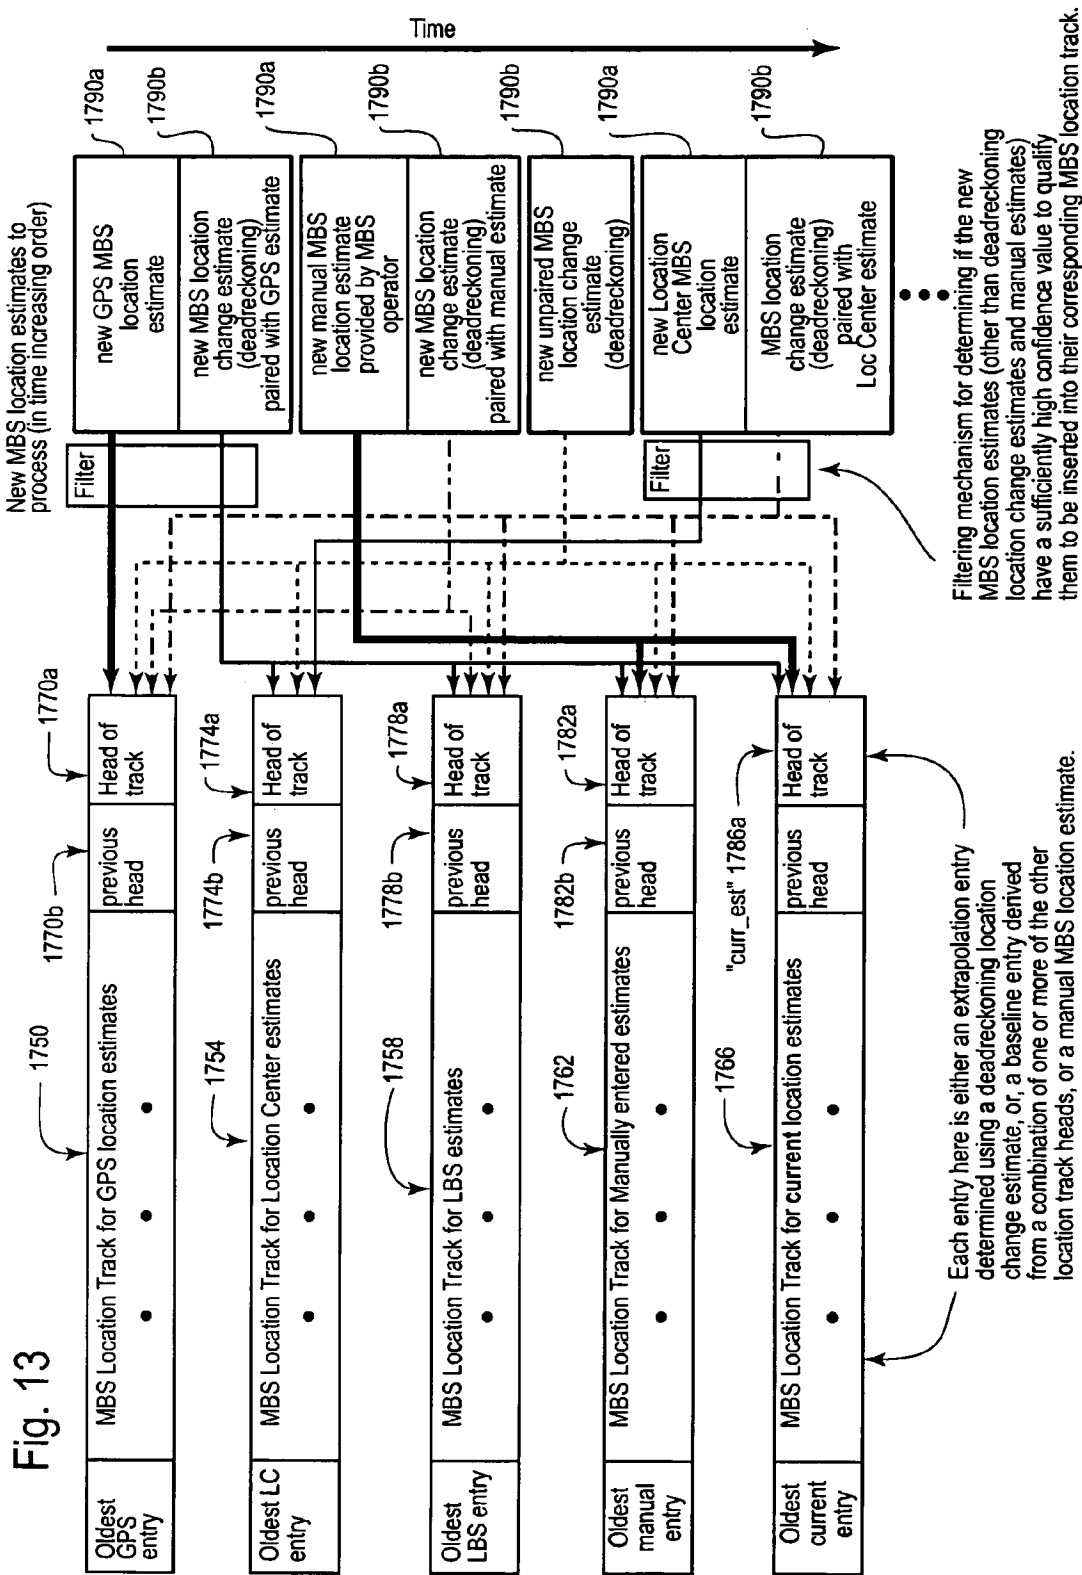 Fig. 13
New MBS location estimates to
process (in time increasing order)
Time
Oldest
GPS
entry
MBS Location Track for GPS location estimates
previous
head
Head of
track
1750
1770b
1770a
Oldest LC
entry
MBS Location Track for Location Center estimates
previous
head
Head of
track
1754
1774b
1774a
Oldest
LBS entry
MBS Location Track for LBS estimates
previous
head
Head of
track
1758
1778b
1778a
Oldest
manual
entry
MBS Location Track for Manually entered estimates
previous
head
Head of
track
1762
1782b
1782a
Oldest
current
entry
MBS Location Track for current location estimates
previous
head
Head of
track
1766
"curr_est" 1786a
Filter
Filter
new GPS MBS
location
estimate
1790a
new MBS location
change estimate
(deadreckoning)
paired with GPS estimate
1790b
new manual MBS
location estimate
provided by MBS
operator
1790a
new MBS location
change estimate
(deadreckoning)
paired with manual estimate
1790b
new unpaired MBS
location change
estimate
(deadreckoning)
1790b
new Location
Center MBS
location
estimate
1790a
MBS location
change estimate
(deadreckoning)
paired with
Loc Center estimate
1790b
Each entry here is either an extrapolation entry
determined using a deadreckoning location
change estimate, or, a baseline entry derived
from a combination of one or more of the other
location track heads, or a manual MBS location estimate.
Filtering mechanism for determining if the new
MBS location estimates (other than deadreckoning
location change estimates and manual estimates)
have a sufficiently high confidence value to qualify
them to be inserted into their corresponding MBS location track.